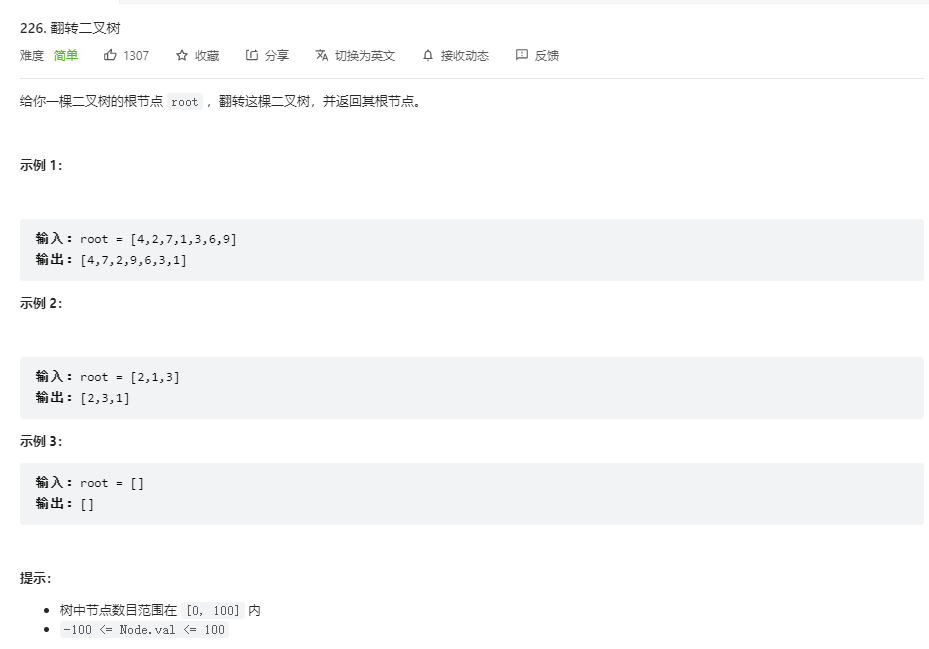 226. 翻转二叉树
难度 简单 1307 收藏 分享 切换为英文 接收动态 反馈
给你一棵二叉树的根节点 root ，翻转这棵二叉树，并返回其根节点。
示例 1：
输入：root = [4,2,7,1,3,6,9]
输出：[4,7,2,9,6,3,1]
示例 2：
输入：root = [2,1,3]
输出：[2,3,1]
示例 3：
输入：root = []
输出：[]
提示：
树中节点数目范围在 [0, 100] 内
-100 <= Node.val <= 100